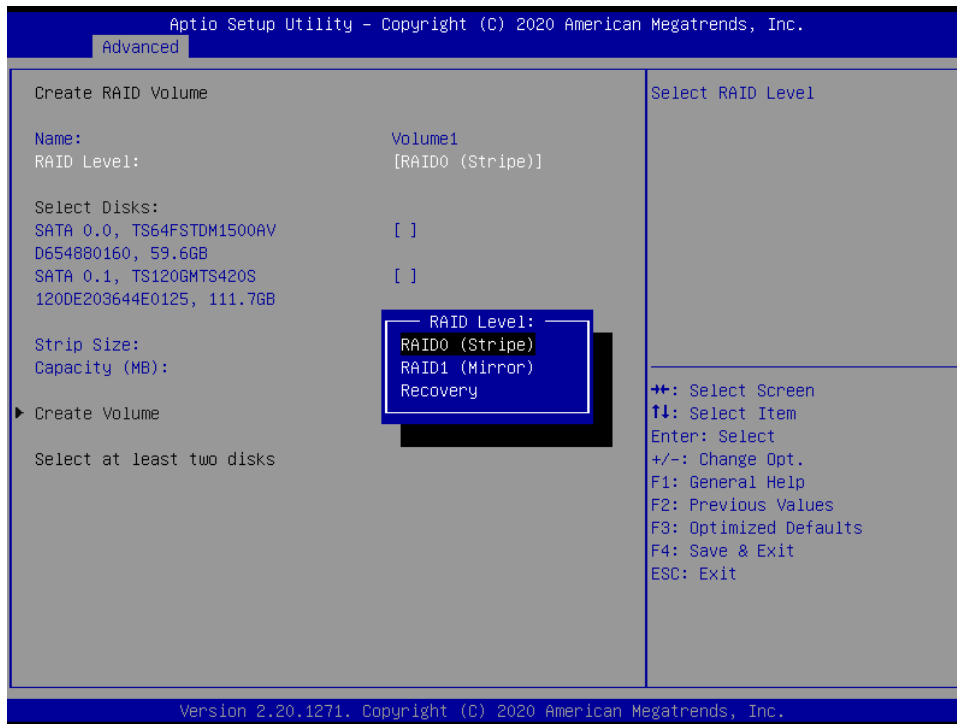 Aptio Setup Utility – Copyright (C) 2020 American Megatrends, Inc.
Advanced
Create RAID Volume
Select RAID Level
Name: Volume1
RAID Level: [RAID0 (Stripe)]
Select Disks:
SATA 0.0, TS64FSTDM1500AV [ ]
D654880160, 59.6GB
SATA 0.1, TS120GMTS420S [ ]
120DE203644E0125, 111.7GB
Strip Size:
Capacity (MB):
▶ Create Volume
Select at least two disks
RAID Level:
RAID0 (Stripe)
RAID1 (Mirror)
Recovery
→←: Select Screen
↑↓: Select Item
Enter: Select
+/-: Change Opt.
F1: General Help
F2: Previous Values
F3: Optimized Defaults
F4: Save & Exit
ESC: Exit
Version 2.20.1271. Copyright (C) 2020 American Megatrends, Inc.